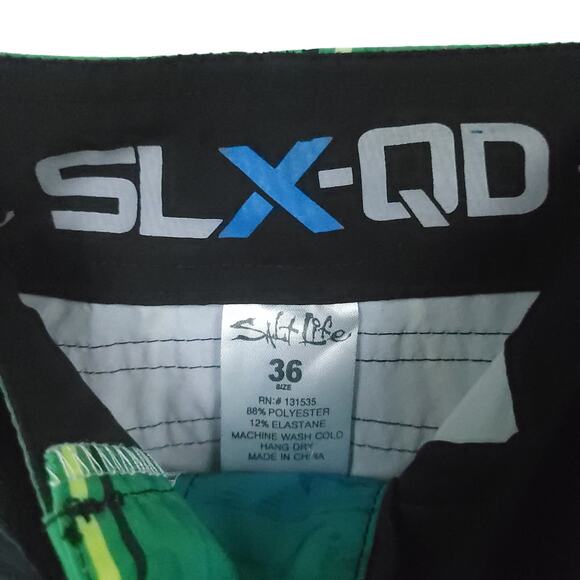 SLX-QD
Salt Life
36
SIZE
RN:# 131535
88% POLYESTER
12% ELASTANE
MACHINE WASH COLD
HANG DRY
MADE IN CHINA